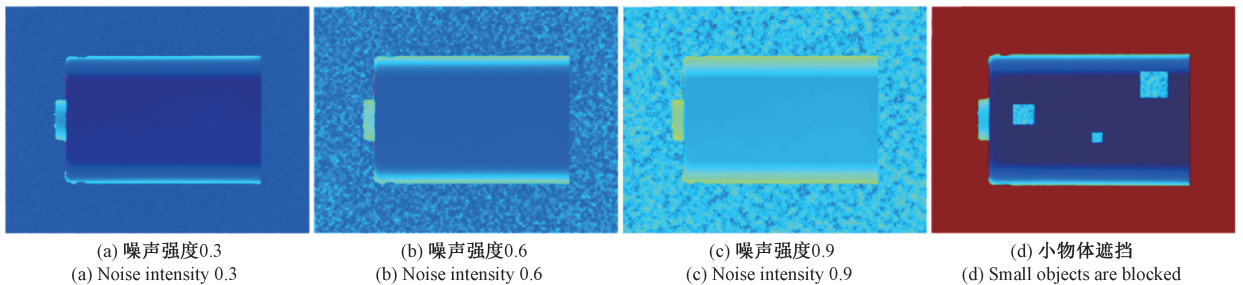 (a) 噪声强度0.3
(a) Noise intensity 0.3
(b) 噪声强度0.6
(b) Noise intensity 0.6
(c) 噪声强度0.9
(c) Noise intensity 0.9
(d) 小物体遮挡
(d) Small objects are blocked